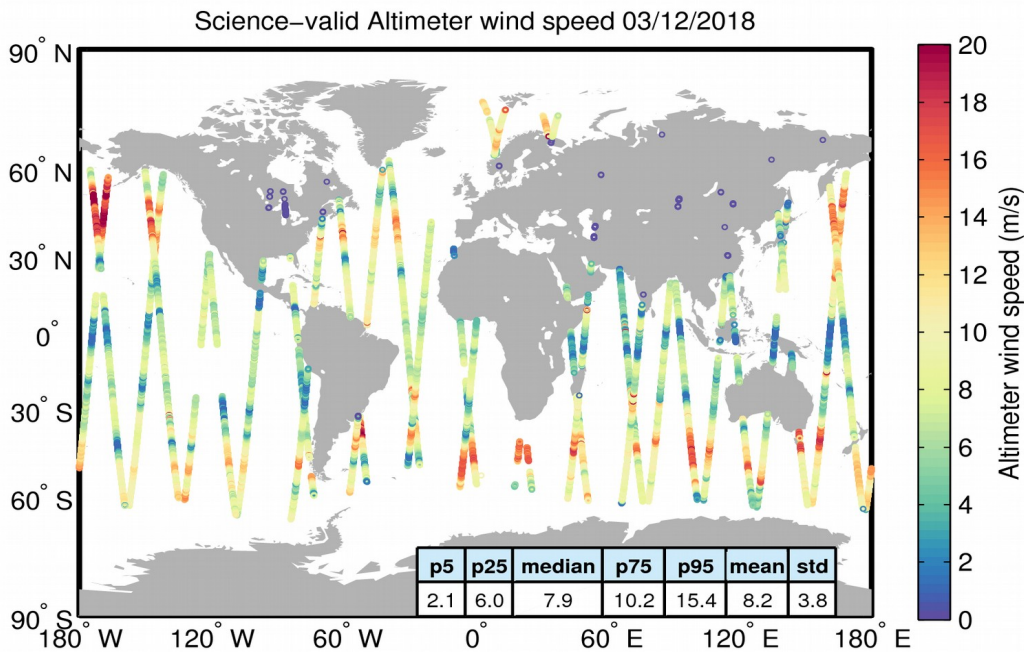 Science−valid Altimeter wind speed 03/12/2018
90° N
60° N
30° N
0°
30° S
60° S
90° S
180° W
120° W
60° W
0°
60° E
120° E
180° E
p5 p25 median p75 p95 mean std
2.1 6.0 7.9 10.2 15.4 8.2 3.8
20
18
16
14
12
10
8
6
4
2
0
Altimeter wind speed (m/s)